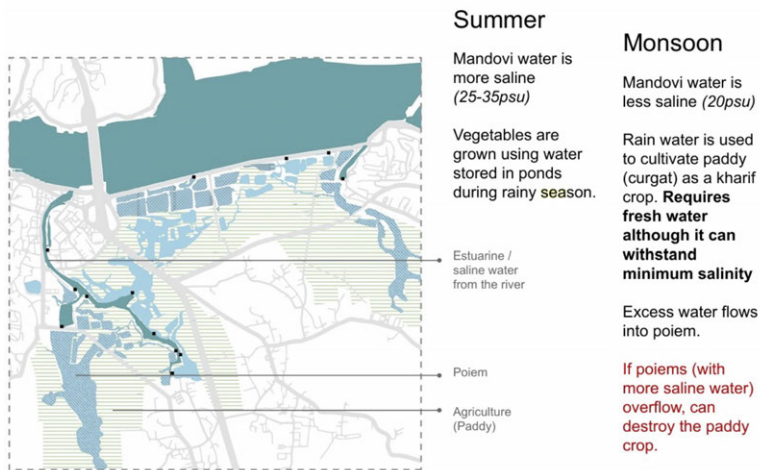 Summer
Mandovi water is
more saline
(25-35psu)
Vegetables are
grown using water
stored in ponds
during rainy season.
Estuarine /
saline water
from the river
Poiem
Agriculture
(Paddy)
Monsoon
Mandovi water is
less saline (20psu)
Rain water is used
to cultivate paddy
(curgat) as a kharif
crop. Requires
fresh water
although it can
withstand
minimum salinity
Excess water flows
into poiem.
If poiems (with
more saline water)
overflow, can
destroy the paddy
crop.